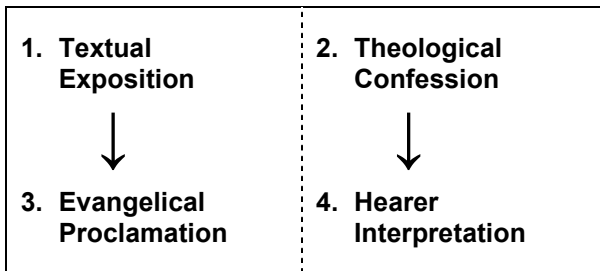 1. Textual
Exposition
2. Theological
Confession
3. Evangelical
Proclamation
4. Hearer
Interpretation